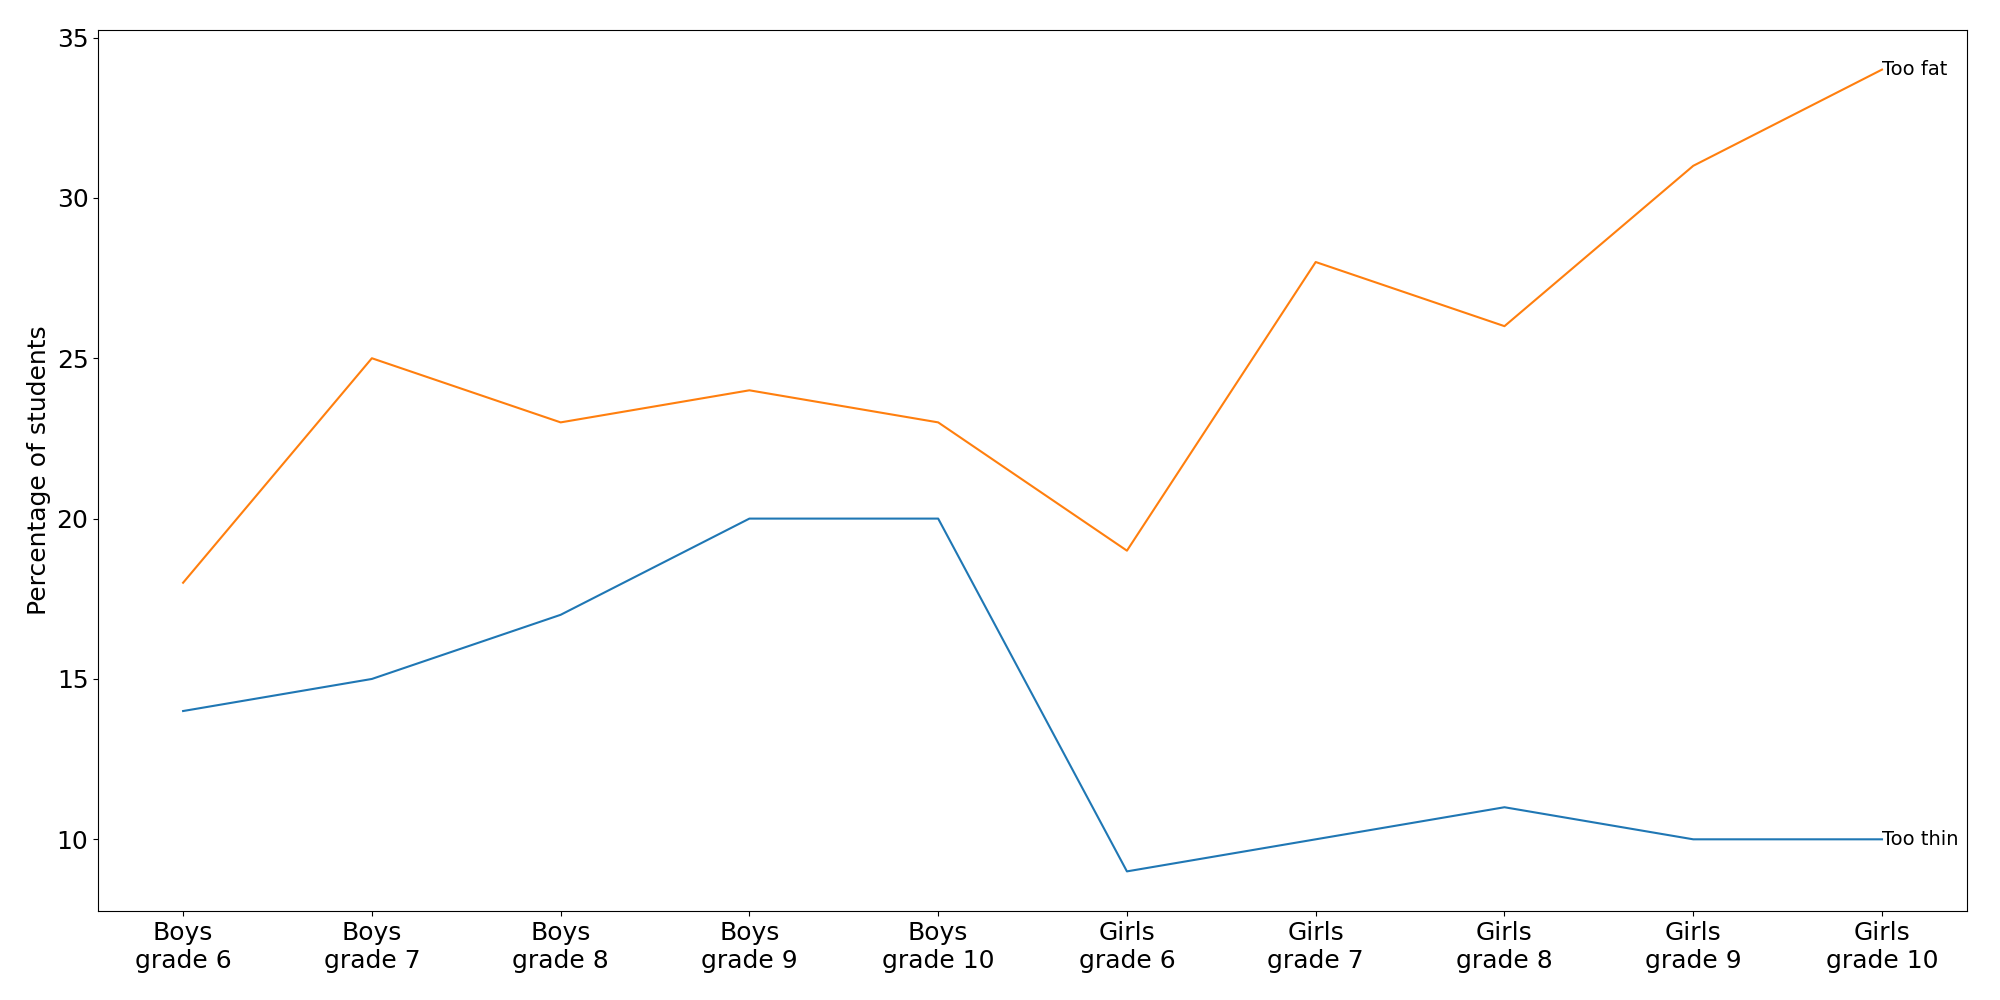 35
30
25
20
15
10
Percentage of students
Too fat
Too thin
Boys
grade 6
Boys
grade 7
Boys
grade 8
Boys
grade 9
Boys
grade 10
Girls
grade 6
Girls
grade 7
Girls
grade 8
Girls
grade 9
Girls
grade 10